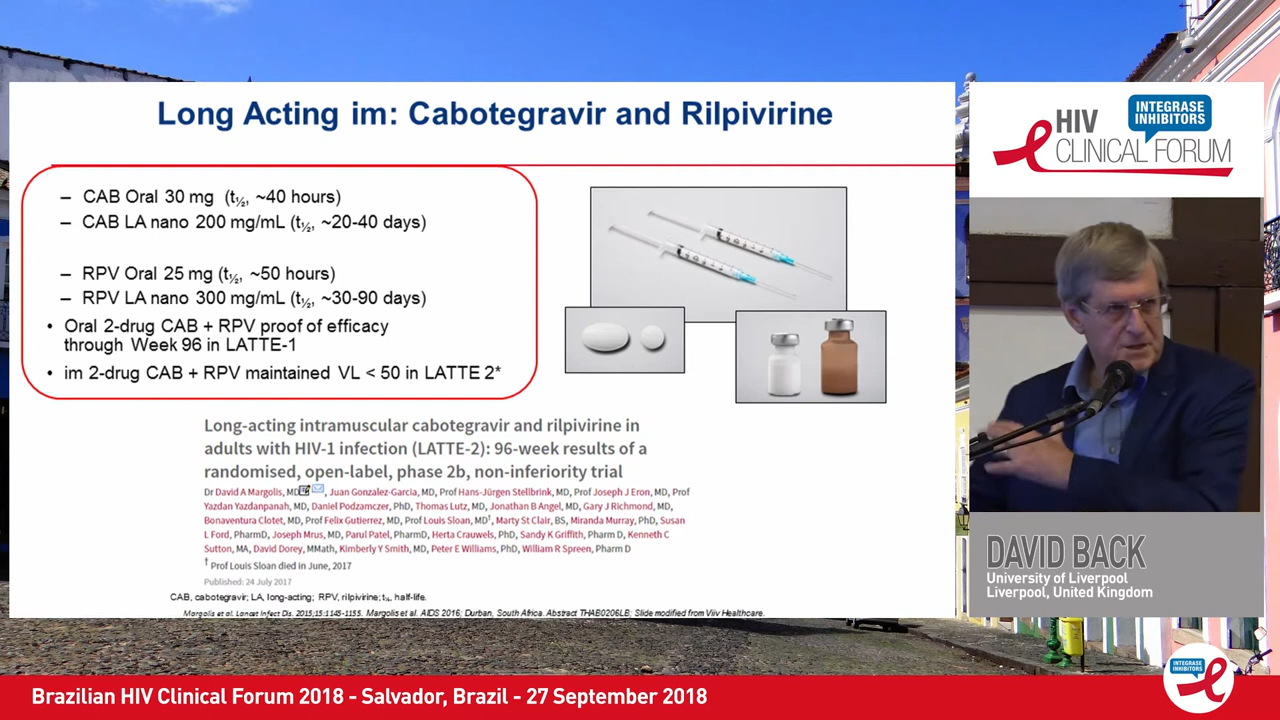 Long Acting im: Cabotegravir and Rilpivirine
– CAB Oral 30 mg (t½, ~40 hours)
– CAB LA nano 200 mg/mL (t½, ~20-40 days)
– RPV Oral 25 mg (t½, ~50 hours)
– RPV LA nano 300 mg/mL (t½, ~30-90 days)
• Oral 2-drug CAB + RPV proof of efficacy
through Week 96 in LATTE-1
• im 2-drug CAB + RPV maintained VL < 50 in LATTE 2*
Long-acting intramuscular cabotegravir and rilpivirine in
adults with HIV-1 infection (LATTE-2): 96-week results of a
randomised, open-label, phase 2b, non-inferiority trial
Dr David A Margolis, MD, Juan Gonzalez-Garcia, MD, Prof Hans-Jürgen Stellbrink, MD, Prof Joseph J Eron, MD, Prof
Yazdan Yazdanpanah, MD, Daniel Podzamczer, PhD, Thomas Lutz, MD, Jonathan B Angel, MD, Gary J Richmond, MD,
Bonaventura Clotet, MD, Prof Felix Gutierrez, MD, Prof Louis Sloan, MD†, Marty St Clair, BS, Miranda Murray, PhD, Susan
L Ford, PharmD, Joseph Mrus, MD, Parul Patel, PharmD, Herta Crauwels, PhD, Sandy K Griffith, Pharm D, Kenneth C
Sutton, MA, David Dorey, MMath, Kimberly Y Smith, MD, Peter E Williams, PhD, William R Spreen, Pharm D
† Prof Louis Sloan died in June, 2017
Published: 24 July 2017
CAB, cabotegravir; LA, long-acting; RPV, rilpivirine; t½, half-life.
Margolis et al. Lancet Infect Dis. 2015;15:1145-1155. Margolis et al. AIDS 2016; Durban, South Africa. Abstract THAB0206LB; Slide modified from Viiv Healthcare.
INTEGRASE
INHIBITORS
HIV
CLINICAL FORUM
DAVID BACK
University of Liverpool
Liverpool, United Kingdom
INTEGRASE
INHIBITORS
Brazilian HIV Clinical Forum 2018 - Salvador, Brazil - 27 September 2018